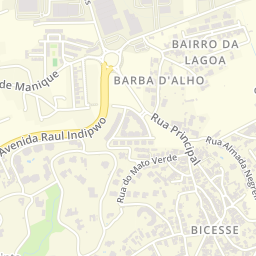 BAIRRO DA
LAGOA
de Manique
BARBA D'ALHO
Avenida Raul Indipwo
Rua Principal
Rua Almada Negrei
Rua do Mato Verde
BICESSE